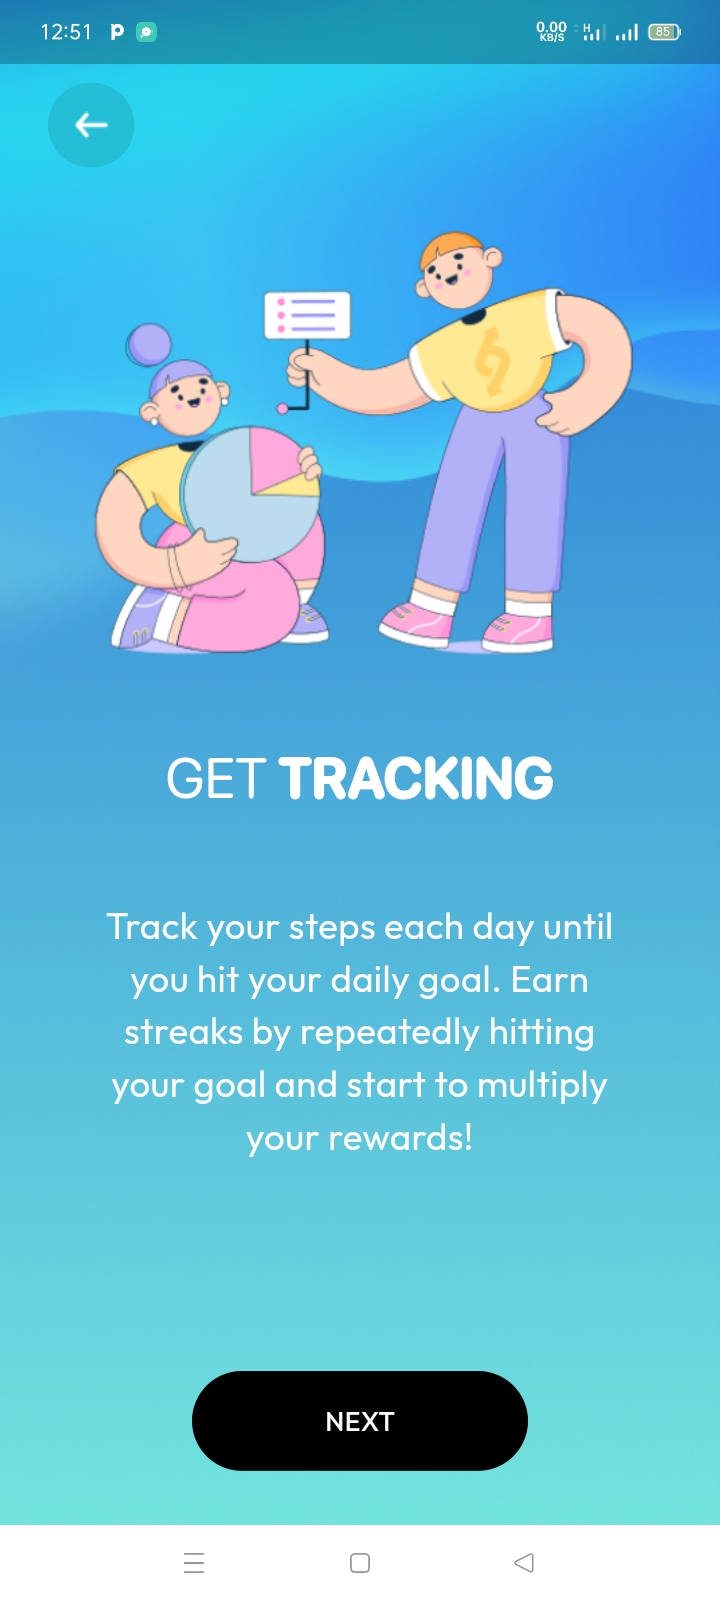 12:51
0.00
KB/S
H
85
GET TRACKING
Track your steps each day until
you hit your daily goal. Earn
streaks by repeatedly hitting
your goal and start to multiply
your rewards!
NEXT